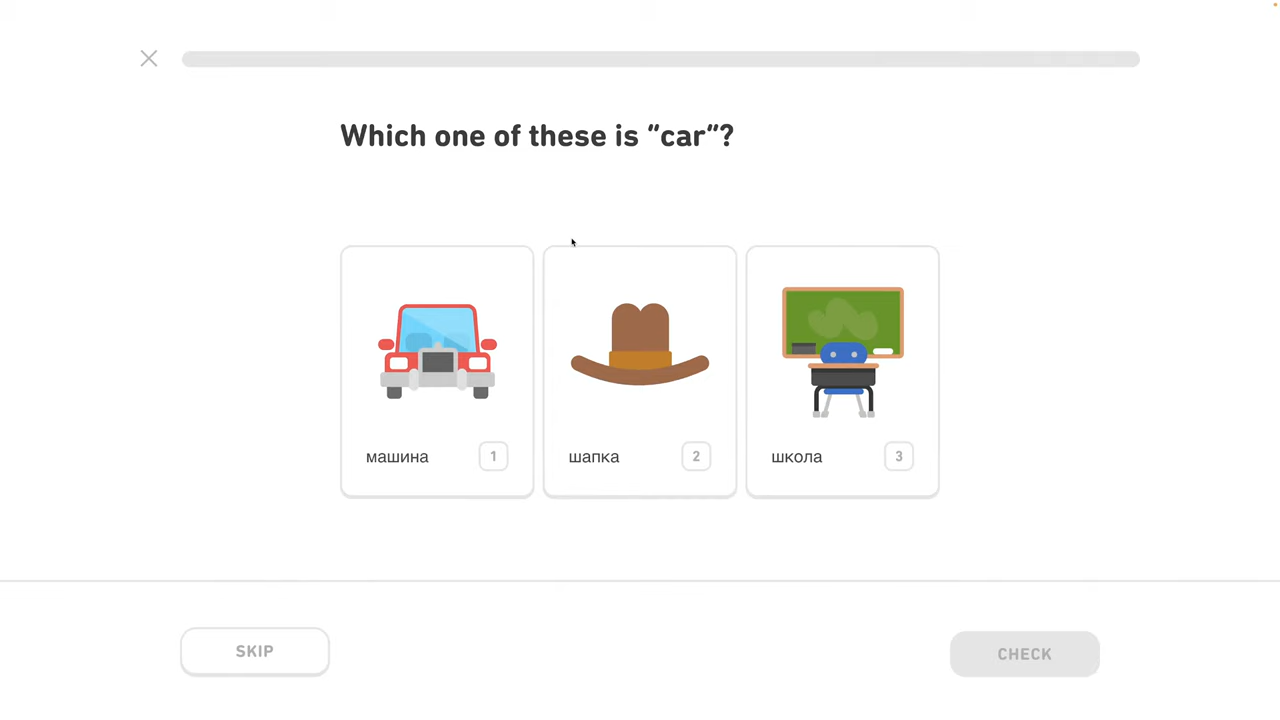 Which one of these is “car”?
машина 1
шапка 2
школа 3
SKIP
CHECK